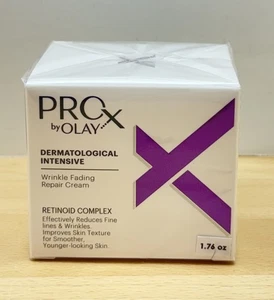 PROX
by OLAY
DERMATOLOGICAL
INTENSIVE
Wrinkle Fading
Repair Cream
RETINOID COMPLEX
Effectively Reduces Fine
lines & Wrinkles.
Improves Skin Texture
for Smoother,
Younger-looking Skin
1.76 oz